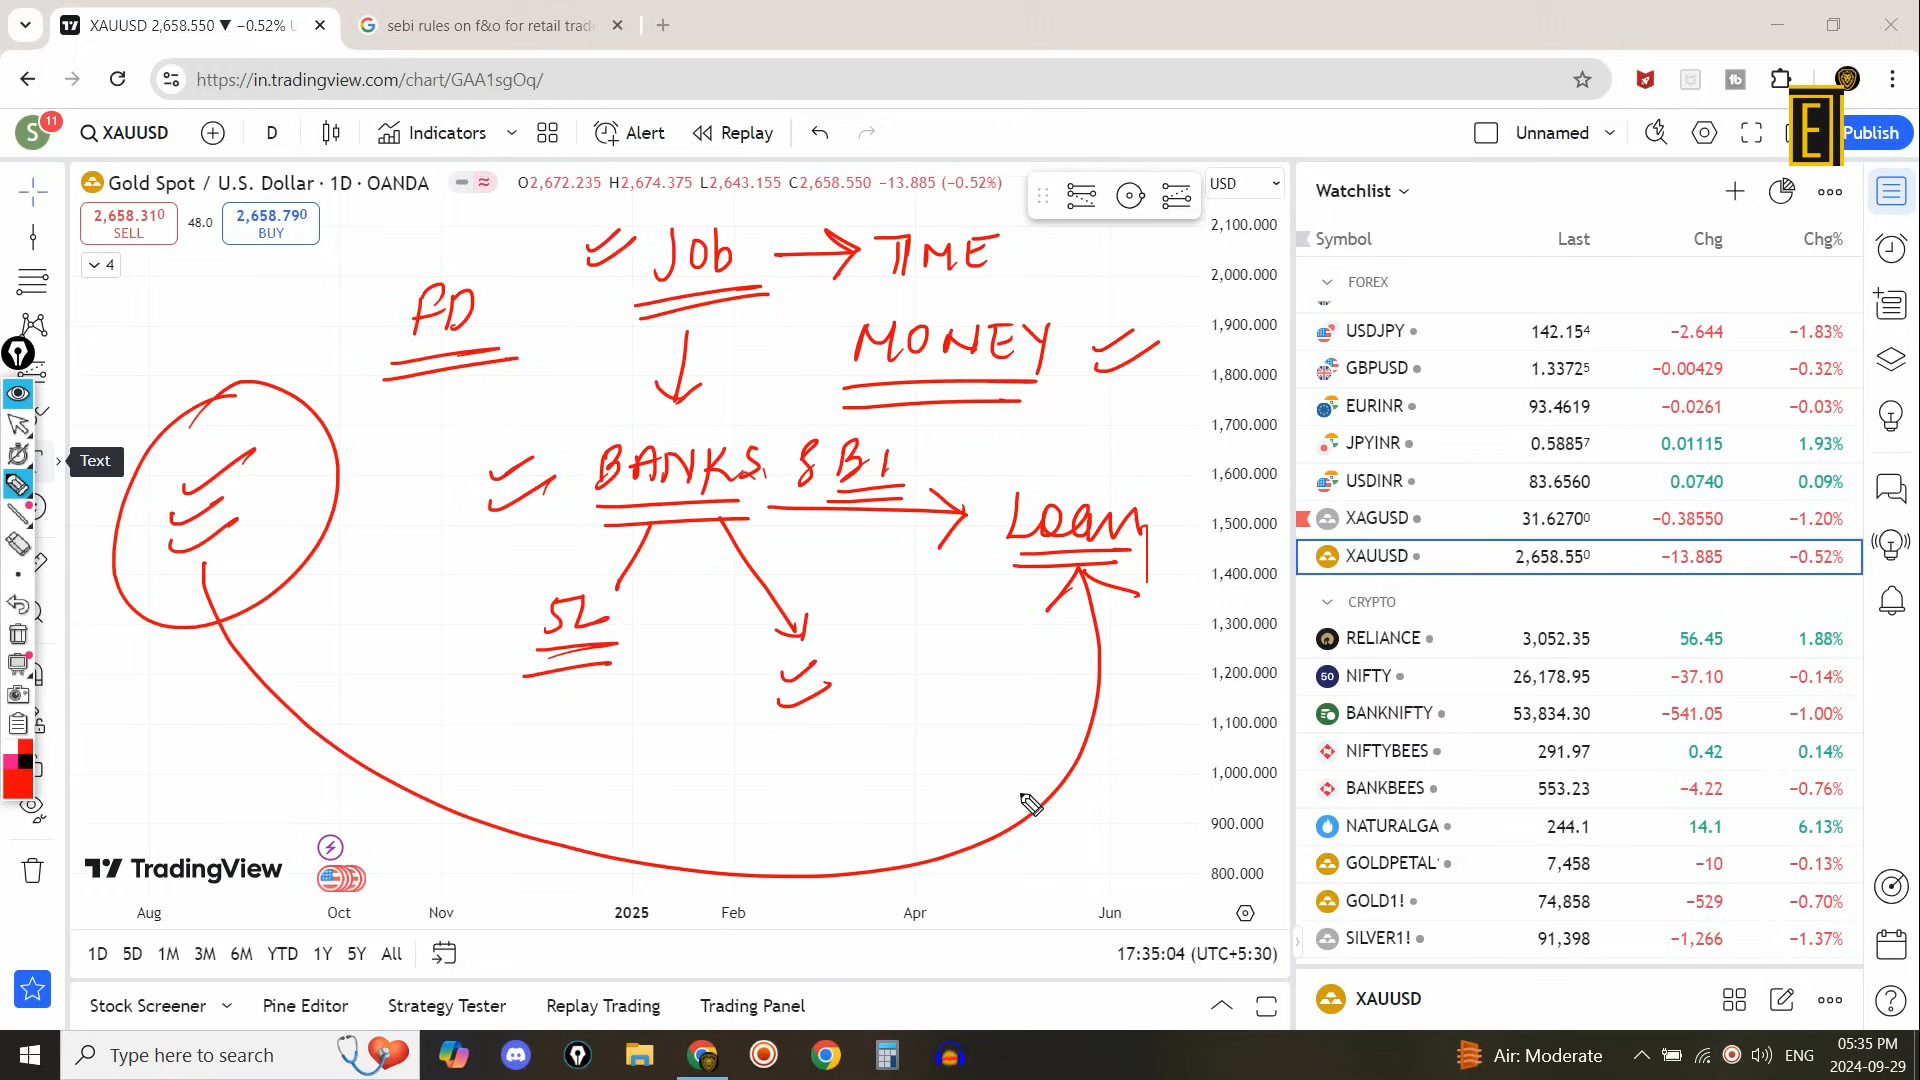 XAUUSD 2,658.550 ▼ −0.52% U
sebi rules on f&o for retail trad
https://in.tradingview.com/chart/GAA1sgOq/
S
11
XAUUSD
D
Indicators
Alert
Replay
Unnamed
E
Publish
Gold Spot / U.S. Dollar · 1D · OANDA
O2,672.235 H2,674.375 L2,643.155 C2,658.550 −13.885 (−0.52%)
USD
2,658.310
SELL
48.0
2,658.790
BUY
4
JOB → TIME
FD
MONEY
BANKS SBI
Loan
Text
2,100.000
2,000.000
1,900.000
1,800.000
1,700.000
1,600.000
1,500.000
1,400.000
1,300.000
1,200.000
1,100.000
1,000.000
900.000
800.000
TradingView
Aug Oct Nov 2025 Feb Apr Jun
1D 5D 1M 3M 6M YTD 1Y 5Y All
17:35:04 (UTC+5:30)
Stock Screener Pine Editor Strategy Tester Replay Trading Trading Panel
Watchlist
Symbol Last Chg Chg%
FOREX
USDJPY 142.154 −2.644 −1.83%
GBPUSD 1.33725 −0.00429 −0.32%
EURINR 93.4619 −0.0261 −0.03%
JPYINR 0.58857 0.01115 1.93%
USDINR 83.6560 0.0740 0.09%
XAGUSD 31.62700 −0.38550 −1.20%
XAUUSD 2,658.550 −13.885 −0.52%
CRYPTO
RELIANCE 3,052.35 56.45 1.88%
50 NIFTY 26,178.95 −37.10 −0.14%
BANKNIFTY 53,834.30 −541.05 −1.00%
NIFTYBEES 291.97 0.42 0.14%
BANKBEES 553.23 −4.22 −0.76%
NATURALGA 244.1 14.1 6.13%
GOLDPETAL 7,458 −10 −0.13%
GOLD1! 74,858 −529 −0.70%
SILVER1! 91,398 −1,266 −1.37%
XAUUSD
Type here to search
Air: Moderate
ENG
05:35 PM
2024-09-29